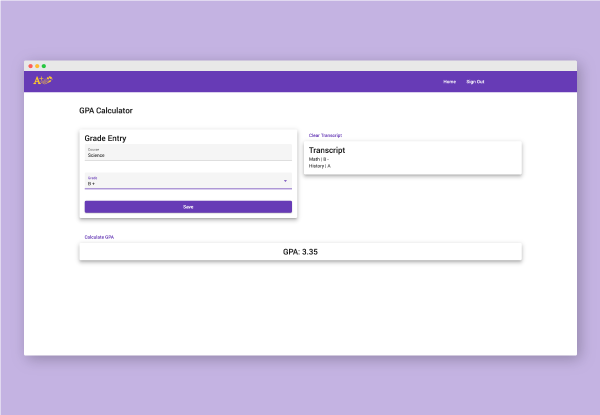 A+
Home
Sign Out
GPA Calculator
Grade Entry
Course
Science
Grade
B +
Save
Clear Transcript
Transcript
Math | B -
History | A
Calculate GPA
GPA: 3.35